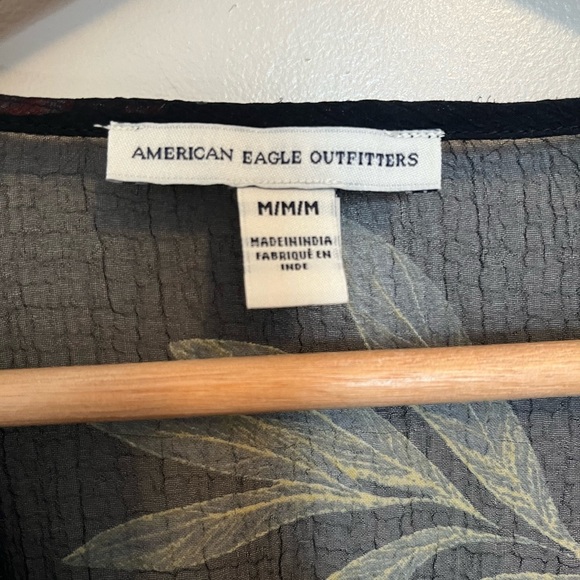 AMERICAN EAGLE OUTFITTERS
M/M/M
MADEININDIA
FABRIQUÉ EN
INDE